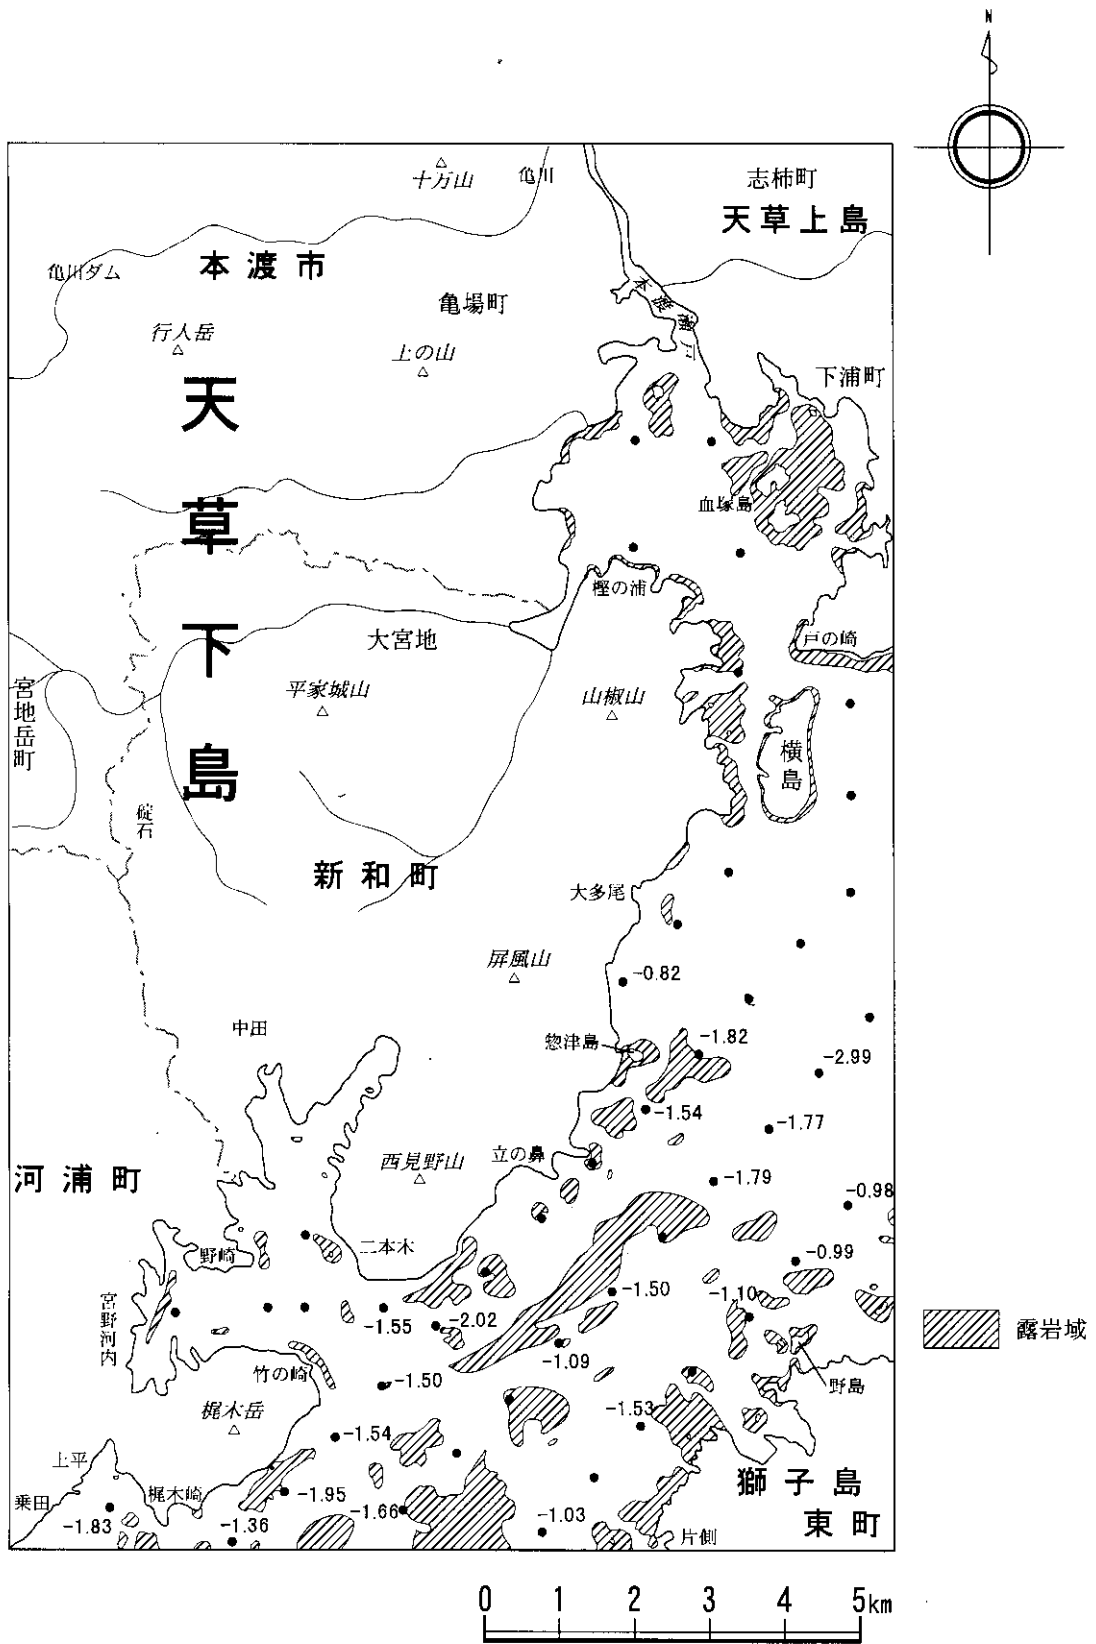 N
十万山
亀川
志柿町
天草上島
亀川ダム
本渡市
亀場町
本渡瀬戸
行人岳
上の山
下浦町
天草下島
血塚島
樫の浦
戸の崎
大宮地
宮地岳町
平家城山
山椒山
横島
碇石
新和町
大多尾
屏風山
-0.82
中田
惣津島
-1.82
-2.99
-1.54
-1.77
河浦町
西見野山
立の鼻
-1.79
-0.98
野崎
二本木
-0.99
宮野河内
-1.50
-1.10
-1.55
-2.02
露岩域
-1.09
竹の崎
-1.50
野島
梶木岳
-1.53
-1.54
上平
獅子島
乗田
梶木崎
-1.95
-1.66
東町
-1.83
-1.36
-1.03
片側
0 1 2 3 4 5km